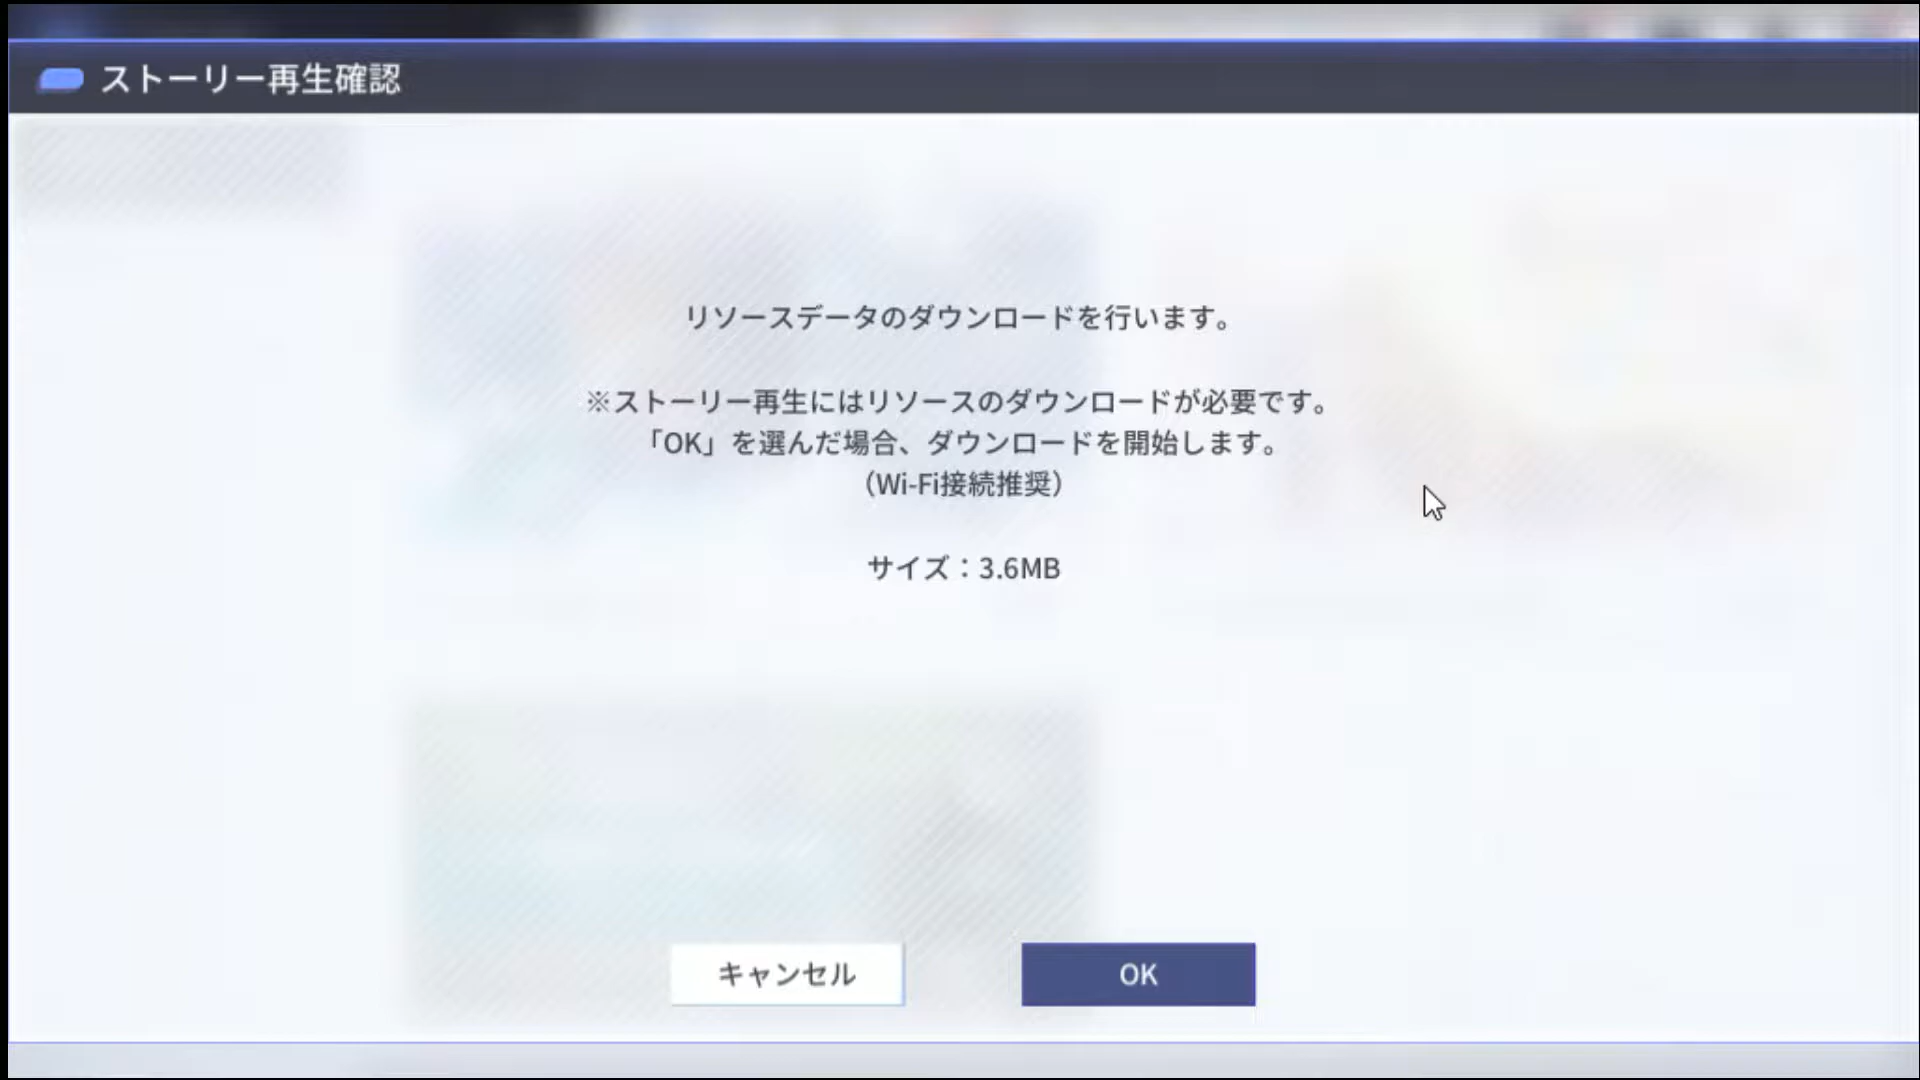 ストーリー再生確認
リソースデータのダウンロードを行います。
※ストーリー再生にはリソースのダウンロードが必要です。
「OK」を選んだ場合、ダウンロードを開始します。
（Wi-Fi接続推奨）
サイズ：3.6MB
キャンセル
OK